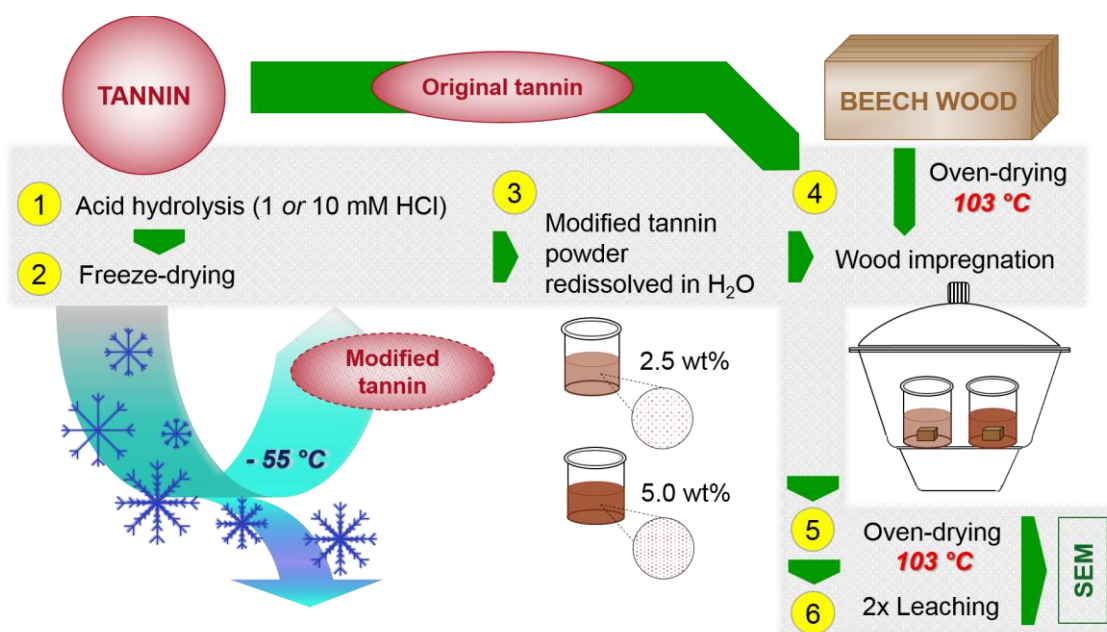 TANNIN
Original tannin
BEECH WOOD
1
Acid hydrolysis (1 or 10 mM HCl)
2
Freeze-drying
3
Modified tannin
powder
redissolved in H₂O
4
Oven-drying
103 °C
Wood impregnation
Modified
tannin
- 55 °C
2.5 wt%
5.0 wt%
5
Oven-drying
103 °C
6
2x Leaching
SEM